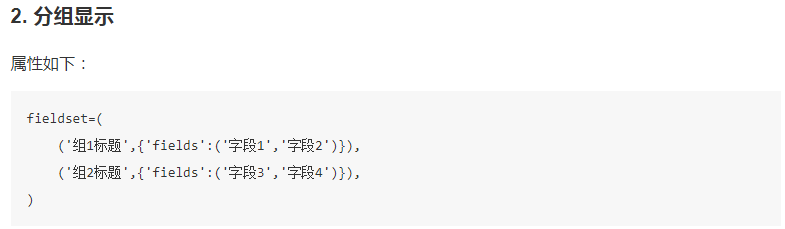 2. 分组显示
属性如下：
fieldset=(
    ('组1标题',{'fields':('字段1','字段2')}),
    ('组2标题',{'fields':('字段3','字段4')}),
)